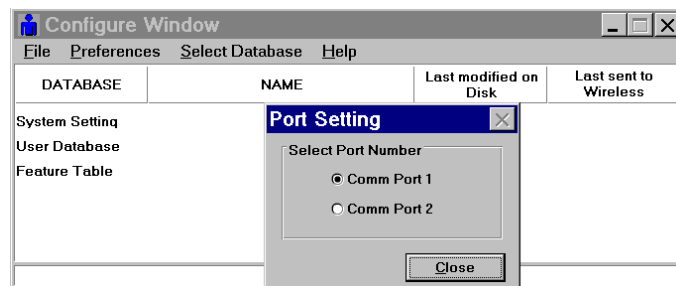 Configure Window
File Preferences Select Database Help
DATABASE NAME Last modified on Disk Last sent to Wireless
System Setting
User Database
Feature Table
Port Setting
Select Port Number
Comm Port 1
Comm Port 2
Close